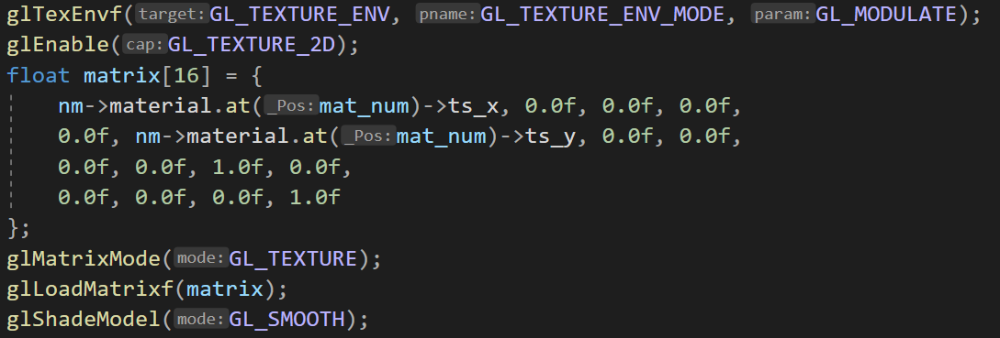 glTexEnvf(target:GL_TEXTURE_ENV, pname:GL_TEXTURE_ENV_MODE, param:GL_MODULATE);
glEnable(cap:GL_TEXTURE_2D);
float matrix[16] = {
    nm->material.at(_Pos:mat_num)->ts_x, 0.0f, 0.0f, 0.0f,
    0.0f, nm->material.at(_Pos:mat_num)->ts_y, 0.0f, 0.0f,
    0.0f, 0.0f, 1.0f, 0.0f,
    0.0f, 0.0f, 0.0f, 1.0f
};
glMatrixMode(mode:GL_TEXTURE);
glLoadMatrixf(matrix);
glShadeModel(mode:GL_SMOOTH);